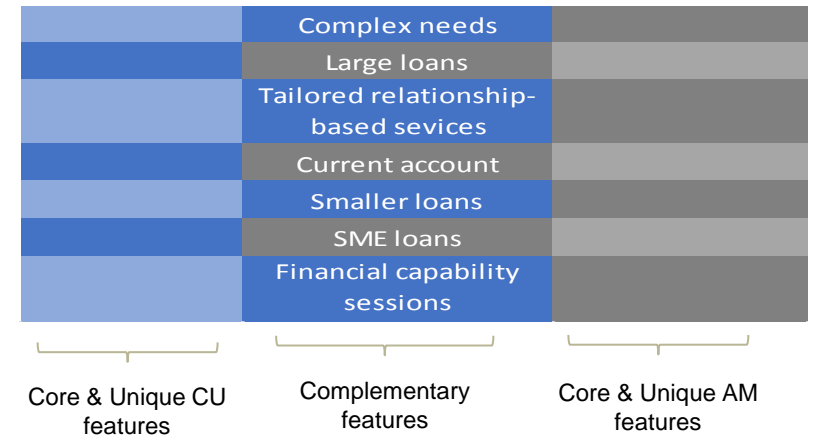 Complex needs
Large loans
Tailored relationship-
based sevices
Current account
Smaller loans
SME loans
Financial capability
sessions
Core & Unique CU
features
Complementary
features
Core & Unique AM
features